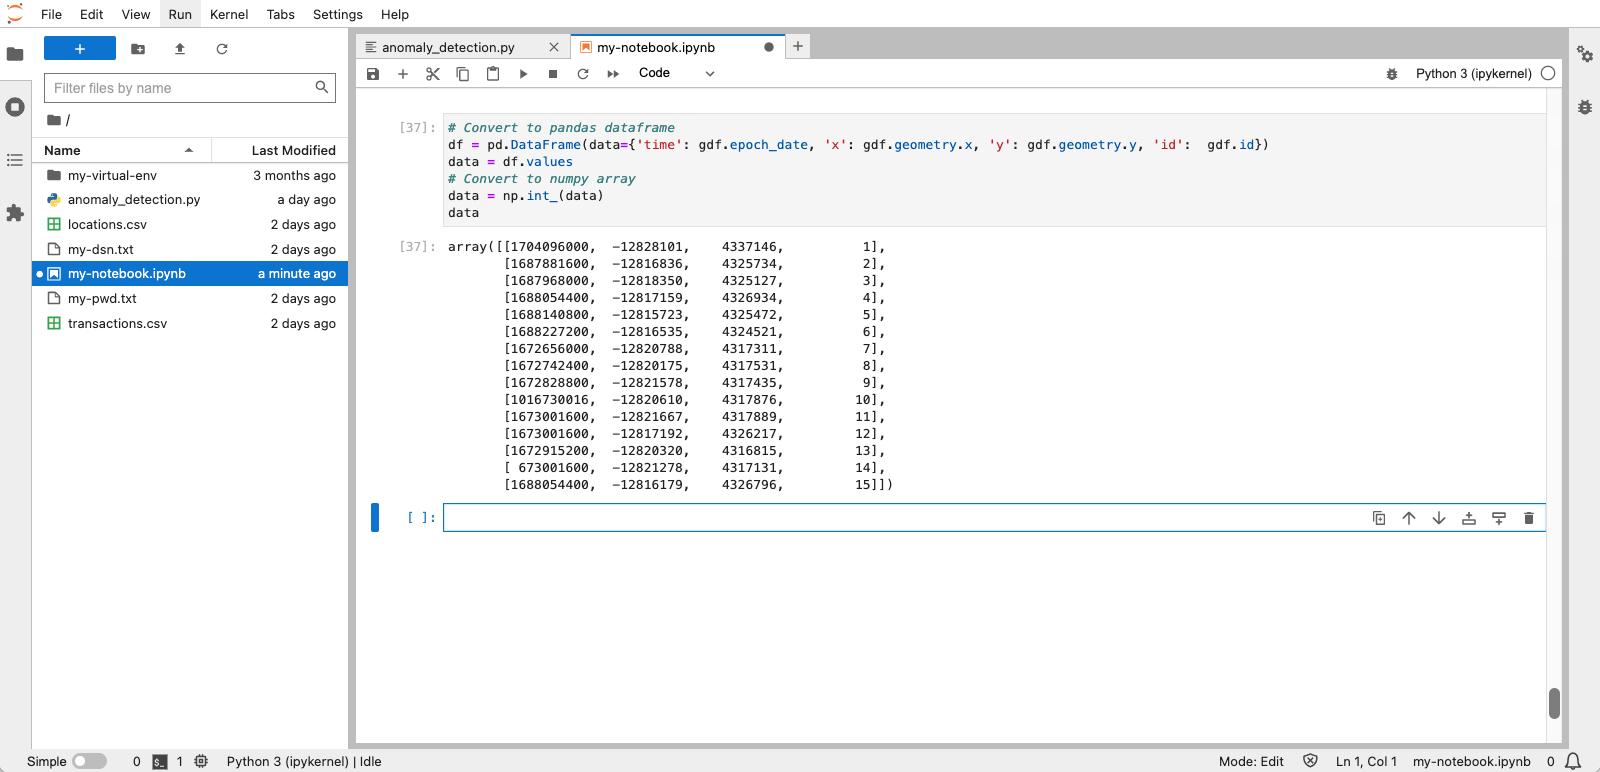 File Edit View Run Kernel Tabs Settings Help
+
Filter files by name
/
Name Last Modified
my-virtual-env 3 months ago
anomaly_detection.py a day ago
locations.csv 2 days ago
my-dsn.txt 2 days ago
my-notebook.ipynb a minute ago
my-pwd.txt 2 days ago
transactions.csv 2 days ago
anomaly_detection.py my-notebook.ipynb
Code Python 3 (ipykernel)
[37]: # Convert to pandas dataframe
df = pd.DataFrame(data={'time': gdf.epoch_date, 'x': gdf.geometry.x, 'y': gdf.geometry.y, 'id':  gdf.id})
data = df.values
# Convert to numpy array
data = np.int_(data)
data
[37]: array([[1704096000,  -12828101,    4337146,          1],
[1687881600,  -12816836,    4325734,          2],
[1687968000,  -12818350,    4325127,          3],
[1688054400,  -12817159,    4326934,          4],
[1688140800,  -12815723,    4325472,          5],
[1688227200,  -12816535,    4324521,          6],
[1672656000,  -12820788,    4317311,          7],
[1672742400,  -12820175,    4317531,          8],
[1672828800,  -12821578,    4317435,          9],
[1016730016,  -12820610,    4317876,         10],
[1673001600,  -12821667,    4317889,         11],
[1673001600,  -12817192,    4326217,         12],
[1672915200,  -12820320,    4316815,         13],
[ 673001600,  -12821278,    4317131,         14],
[1688054400,  -12816179,    4326796,         15]])
[ ]:
Simple 0 $_ 1 Python 3 (ipykernel) | Idle Mode: Edit Ln 1, Col 1 my-notebook.ipynb 0